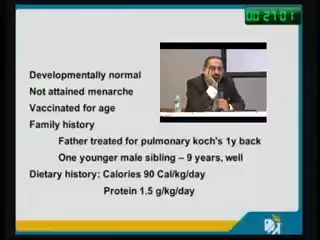 00:27:01
Developmentally normal
Not attained menarche
Vaccinated for age
Family history
Father treated for pulmonary koch's 1y back
One younger male sibling – 9 years, well
Dietary history: Calories 90 Cal/kg/day
Protein 1.5 g/kg/day